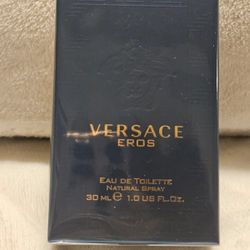 VERSACE
EROS
EAU DE TOILETTE
NATURAL SPRAY
30 ML ℮ 1.0 US FL.OZ.